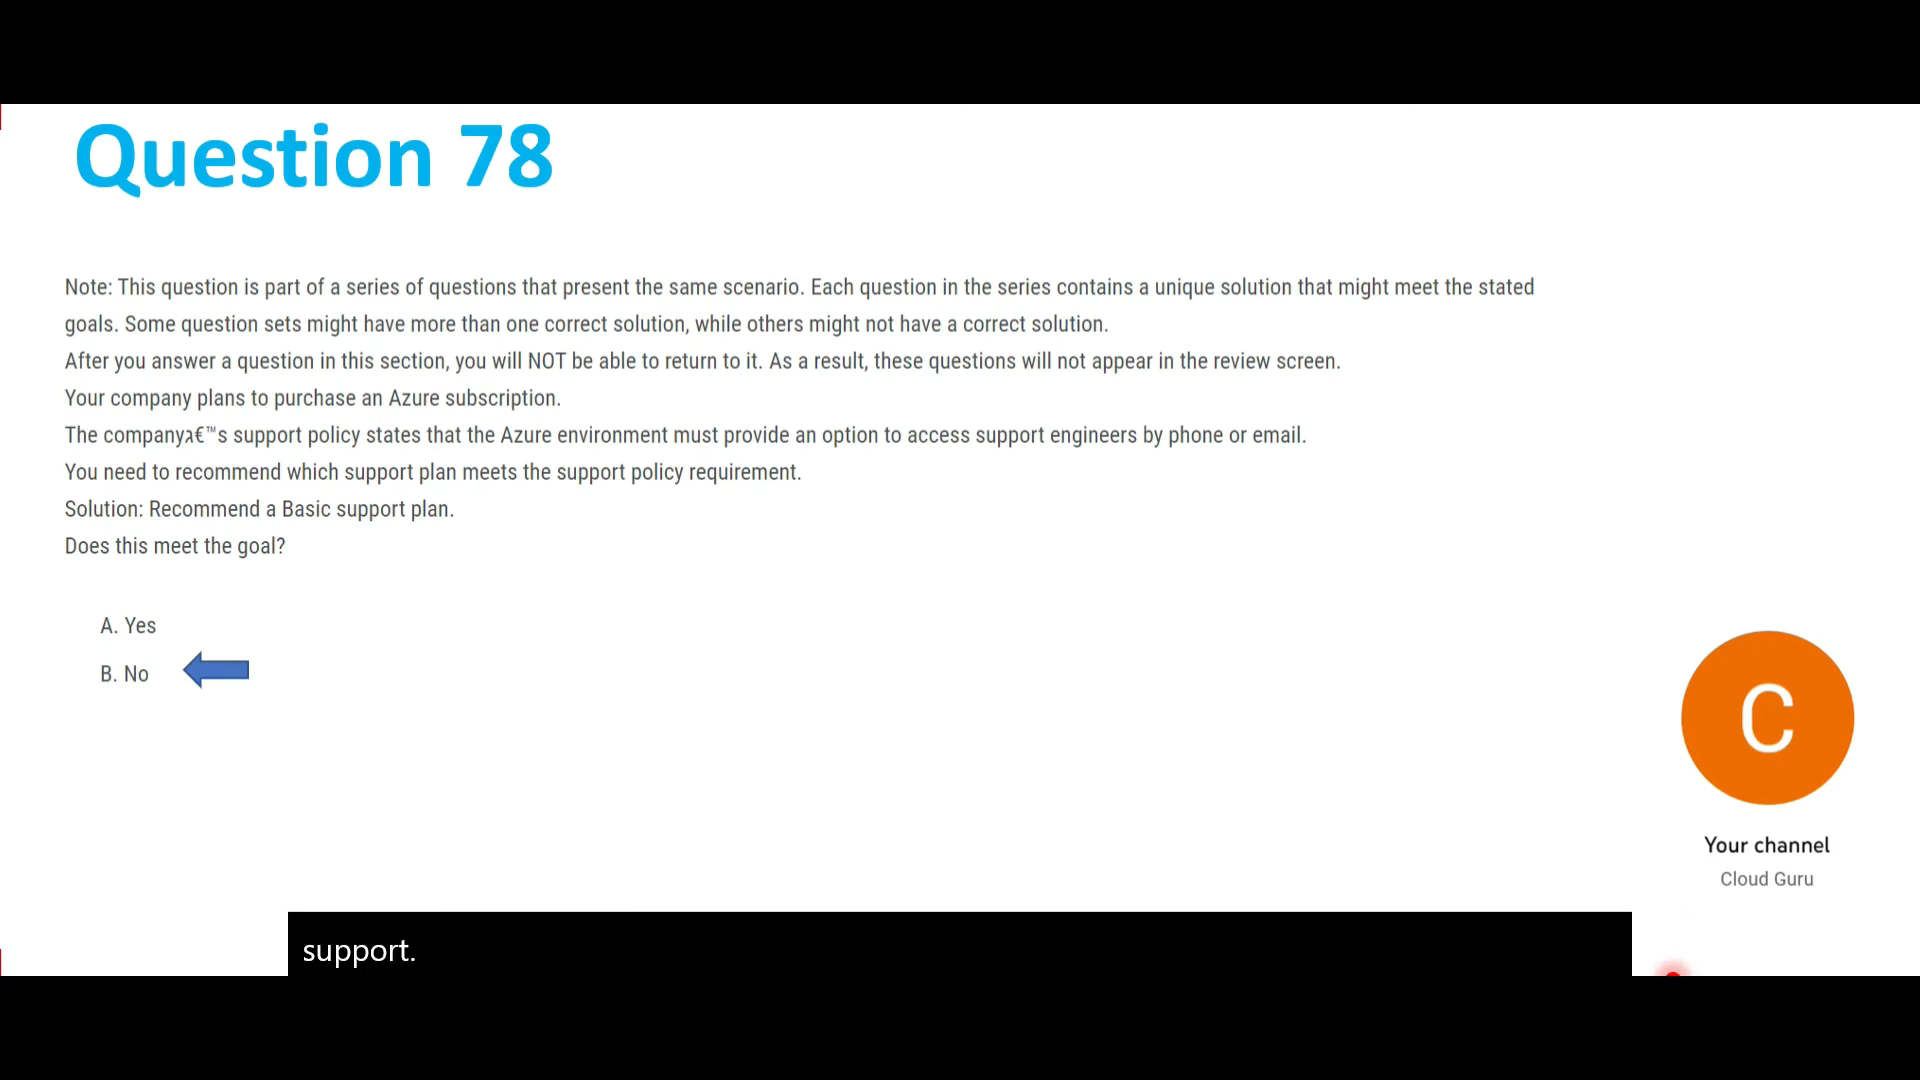 Question 78
Note: This question is part of a series of questions that present the same scenario. Each question in the series contains a unique solution that might meet the stated
goals. Some question sets might have more than one correct solution, while others might not have a correct solution.
After you answer a question in this section, you will NOT be able to return to it. As a result, these questions will not appear in the review screen.
Your company plans to purchase an Azure subscription.
The companyג€™s support policy states that the Azure environment must provide an option to access support engineers by phone or email.
You need to recommend which support plan meets the support policy requirement.
Solution: Recommend a Basic support plan.
Does this meet the goal?
A. Yes
B. No
C
Your channel
Cloud Guru
support.